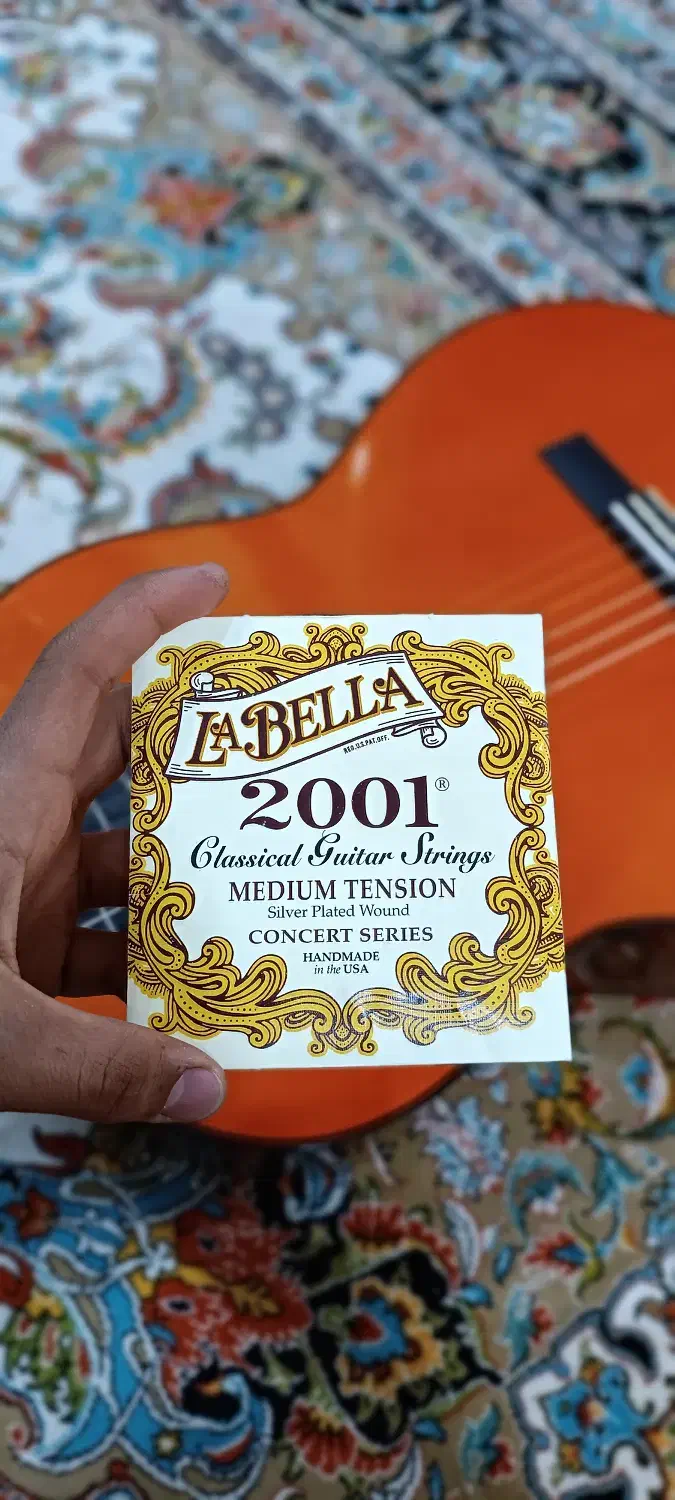 LA BELLA
REG.U.S.PAT.OFF.
2001®
Classical Guitar Strings
MEDIUM TENSION
Silver Plated Wound
CONCERT SERIES
HANDMADE
in the USA